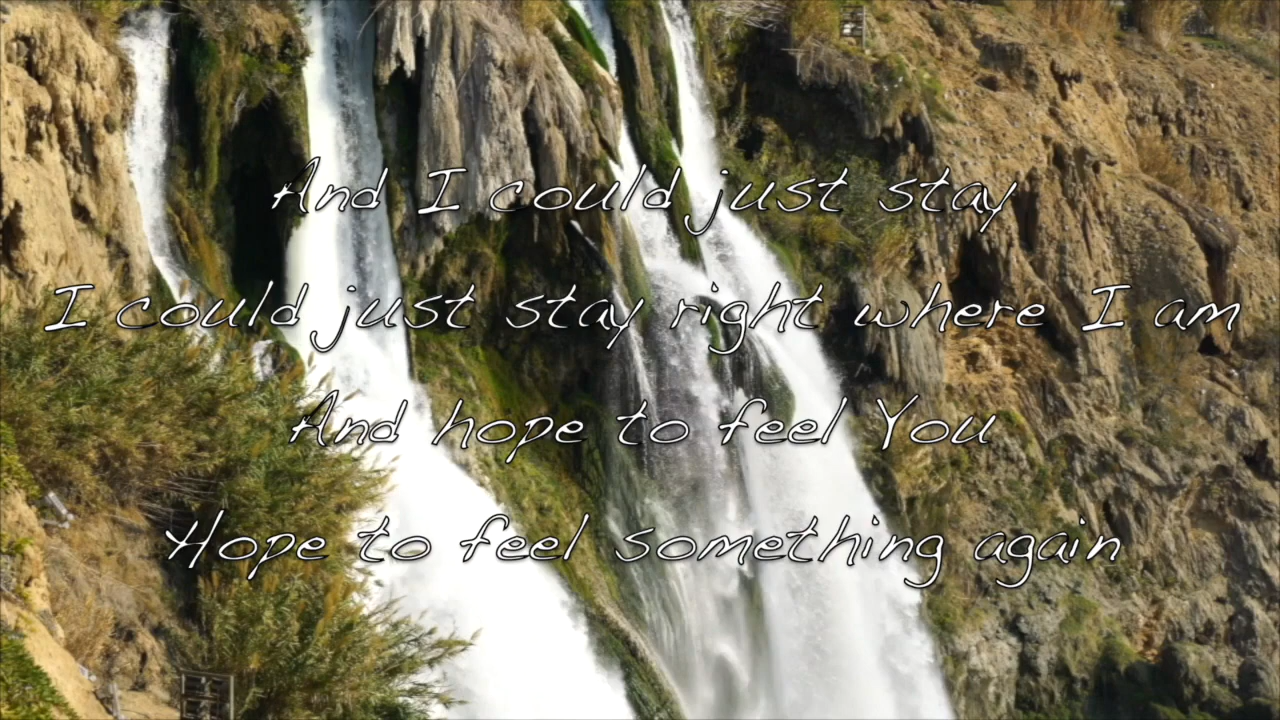 And I could just stay
I could just stay right where I am
And hope to feel You
Hope to feel something again